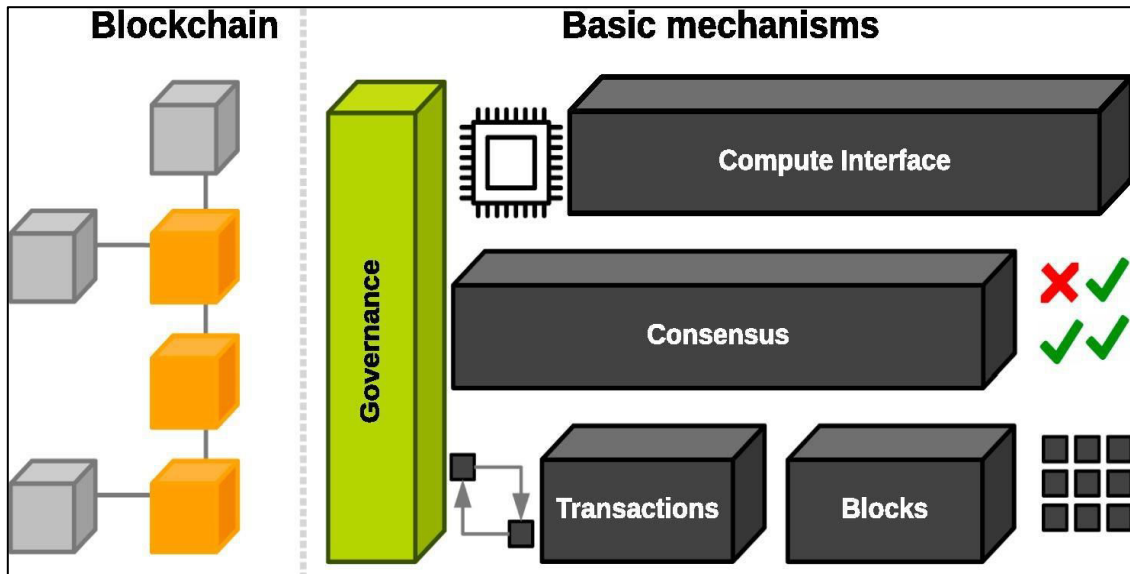 Blockchain
Basic mechanisms
Compute Interface
Governance
Consensus
Transactions
Blocks